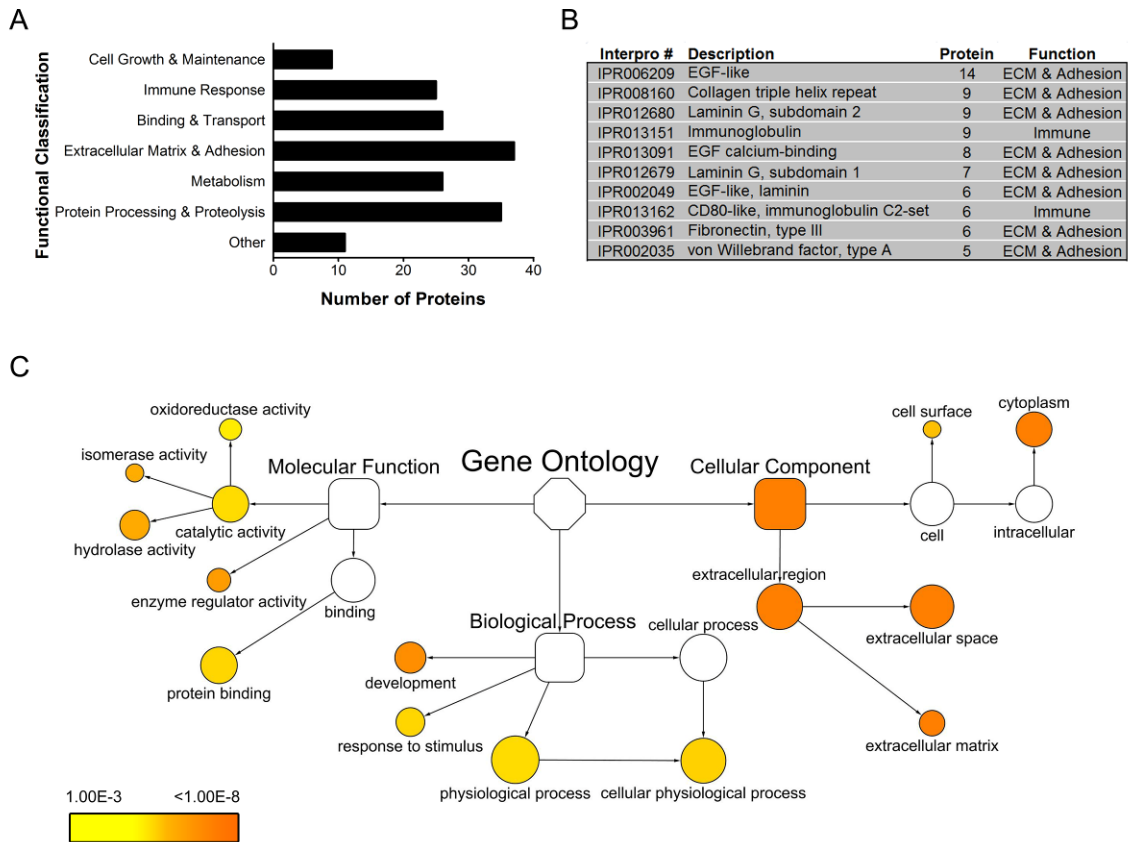 A
Functional Classification
Cell Growth & Maintenance
Immune Response
Binding & Transport
Extracellular Matrix & Adhesion
Metabolism
Protein Processing & Proteolysis
Other
0 10 20 30 40
Number of Proteins
B
Interpro # Description Protein Function
IPR006209 EGF-like 14 ECM & Adhesion
IPR008160 Collagen triple helix repeat 9 ECM & Adhesion
IPR012680 Laminin G, subdomain 2 9 ECM & Adhesion
IPR013151 Immunoglobulin 9 Immune
IPR013091 EGF calcium-binding 8 ECM & Adhesion
IPR012679 Laminin G, subdomain 1 7 ECM & Adhesion
IPR002049 EGF-like, laminin 6 ECM & Adhesion
IPR013162 CD80-like, immunoglobulin C2-set 6 Immune
IPR003961 Fibronectin, type III 6 ECM & Adhesion
IPR002035 von Willebrand factor, type A 5 ECM & Adhesion
C
oxidoreductase activity
isomerase activity
hydrolase activity
catalytic activity
Molecular Function
enzyme regulator activity
binding
protein binding
Gene Ontology
Biological Process
cellular process
development
response to stimulus
physiological process
cellular physiological process
Cellular Component
cell surface
cytoplasm
cell
intracellular
extracellular region
extracellular space
extracellular matrix
1.00E-3 <1.00E-8